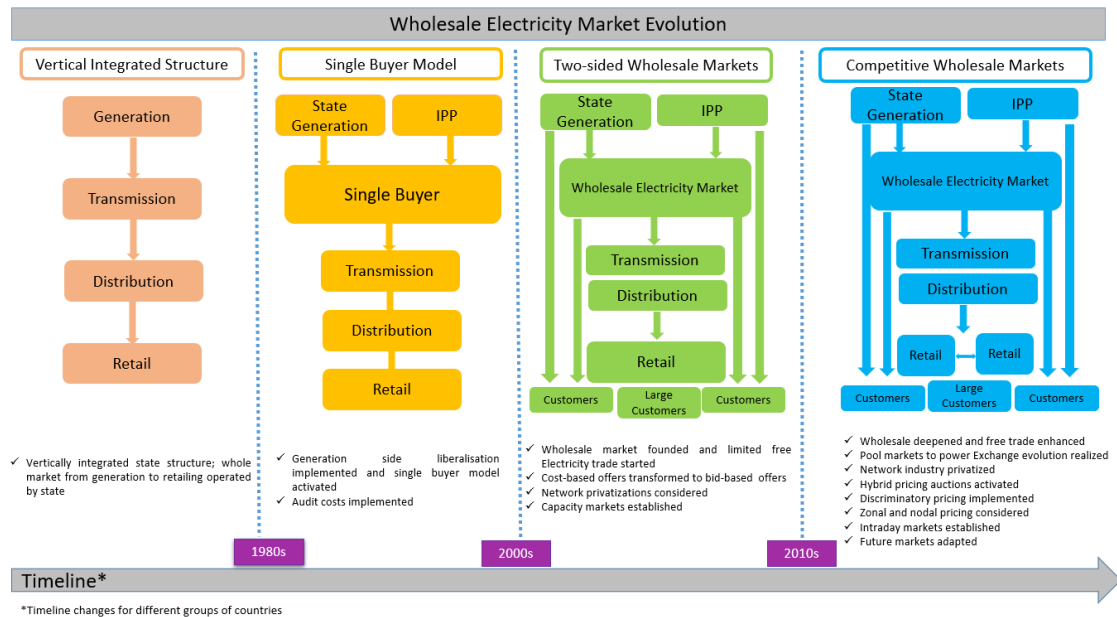 Wholesale Electricity Market Evolution
Vertical Integrated Structure
Generation
Transmission
Distribution
Retail
✓ Vertically integrated state structure; whole
market from generation to retailing operated
by state
Single Buyer Model
State
Generation
IPP
Single Buyer
Transmission
Distribution
Retail
✓ Generation side liberalisation
implemented and single buyer model
activated
✓ Audit costs implemented
Two-sided Wholesale Markets
State
Generation
IPP
Wholesale Electricity Market
Transmission
Distribution
Retail
Customers
Large
Customers
Customers
✓ Wholesale market founded and limited free
Electricity trade started
✓ Cost-based offers transformed to bid-based offers
✓ Network privatizations considered
✓ Capacity markets established
Competitive Wholesale Markets
State
Generation
IPP
Wholesale Electricity Market
Transmission
Distribution
Retail
Retail
Customers
Large
Customers
Customers
✓ Wholesale deepened and free trade enhanced
✓ Pool markets to power Exchange evolution realized
✓ Network industry privatized
✓ Hybrid pricing auctions activated
✓ Discriminatory pricing implemented
✓ Zonal and nodal pricing considered
✓ Intraday markets established
✓ Future markets adapted
1980s
2000s
2010s
Timeline*
*Timeline changes for different groups of countries